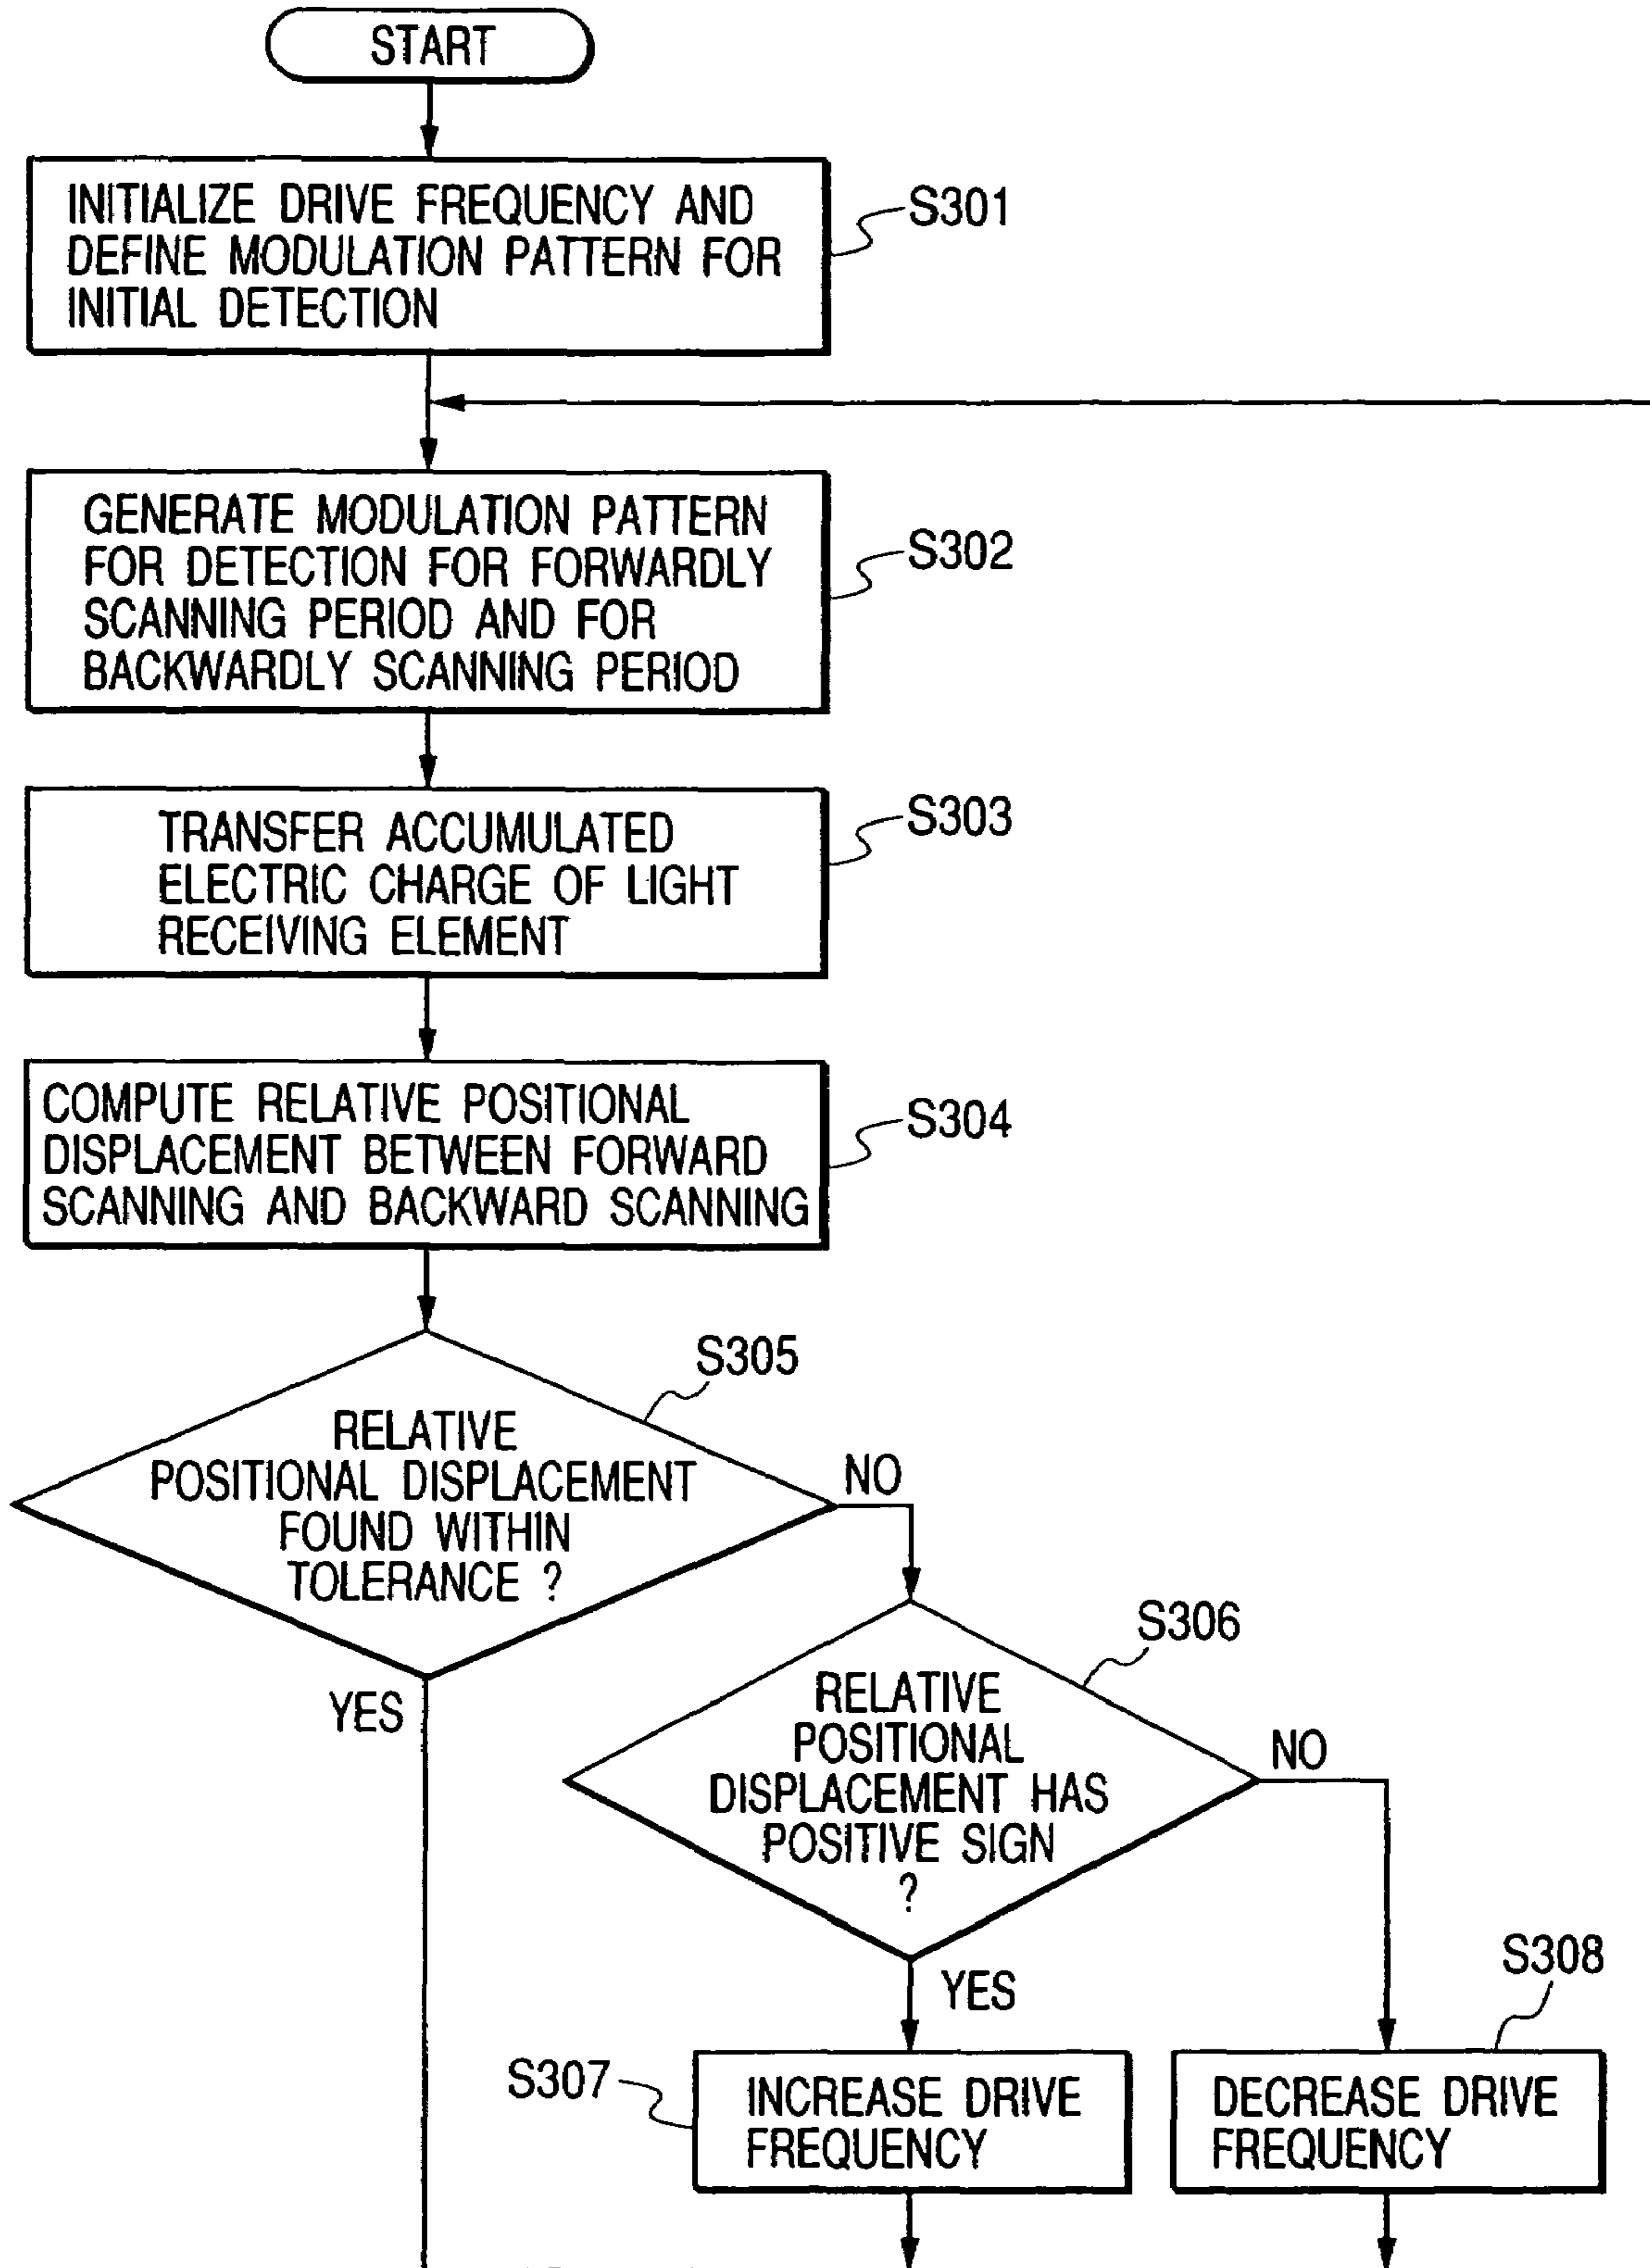 START
INITIALIZE DRIVE FREQUENCY AND
DEFINE MODULATION PATTERN FOR
INITIAL DETECTION
S301
GENERATE MODULATION PATTERN
FOR DETECTION FOR FORWARDLY
SCANNING PERIOD AND FOR
BACKWARDLY SCANNING PERIOD
S302
TRANSFER ACCUMULATED
ELECTRIC CHARGE OF LIGHT
RECEIVING ELEMENT
S303
COMPUTE RELATIVE POSITIONAL
DISPLACEMENT BETWEEN FORWARD
SCANNING AND BACKWARD SCANNING
S304
S305
RELATIVE
POSITIONAL DISPLACEMENT
FOUND WITHIN
TOLERANCE ?
NO
YES
S306
RELATIVE
POSITIONAL
DISPLACEMENT HAS
POSITIVE SIGN
?
NO
YES
S307
INCREASE DRIVE
FREQUENCY
S308
DECREASE DRIVE
FREQUENCY